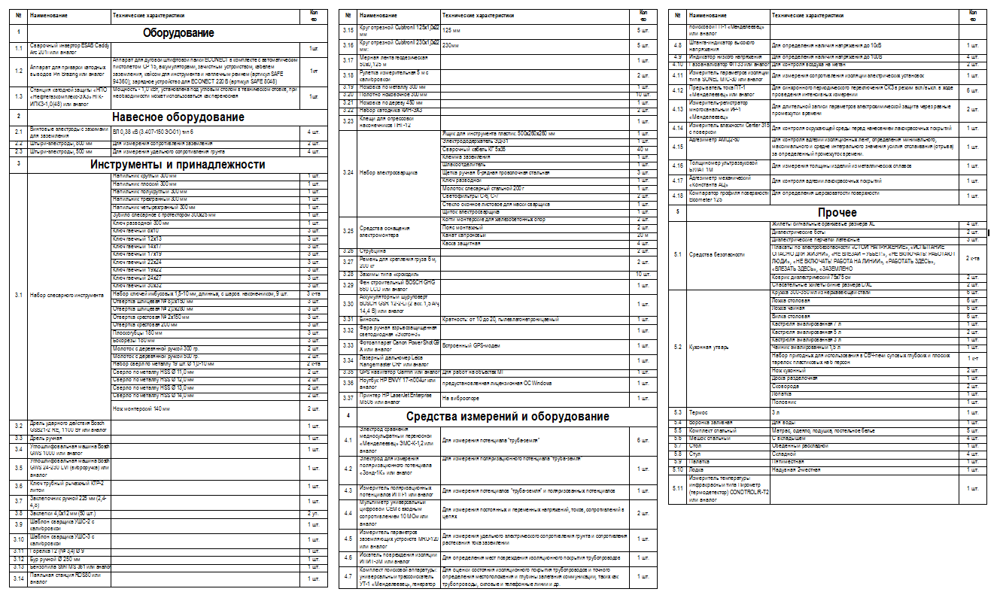 № Наименование Технические характеристики Кол-во
1 Оборудование
1.1 Сварочный инвертор ESAB Caddy Arc 201i или аналог 1шт.
1.2 Аппарат для приварки катодных выводов Pin Brazing или аналог Аппарат для дуговой штифтовой пайки ECONECT в комплекте с автоматическим пистолетом CP 15, аккумуляторами, зачистным устройством, кабелем заземления, кейсом для инструмента и наплечным ремнем (артикул SAFE 94360); зарядное устройство для ECONECT 220 В (артикул SAFE 8048) 1кт
1.3 Станция катодной защиты «НПО «Нефтегазкомплекс-ЭХЗ» НГК-ИПКЗ-1,0(48) или аналог Мощность - 1,0 кВт, установлена под угловым столом в техническом отсеке, при необходимости может использоваться как переносная 1шт.
2 Навесное оборудование
2.1 Винтовые электроды с зажимами для заземления ВЛ 0,38 кВ (3.407-150 ЭС-01) тип 6 4 шт.
2.2 Штыри-электроды, 800 мм Для измерения сопротивления заземления 2 шт.
2.3 Штыри-электроды, 500 мм Для измерения удельного сопротивления грунта 4 шт.
3 Инструменты и принадлежности
3.1 Набор слесарного инструмента
Напильник круглый 300 мм 1 шт.
Напильник плоский 300 мм 1 шт.
Напильник полукруглый 300 мм 1 шт.
Напильник трехгранный 300 мм 1 шт.
Напильник четырехгранный 300 мм 1 шт.
Зубило слесарное с протектором 300х25 мм 1 шт.
Ключ разводной 300 мм 1 шт.
Ключ гаечный 8х10 3 шт.
Ключ гаечный 12х13 3 шт.
Ключ гаечный 14х17 3 шт.
Ключ гаечный 17х19 3 шт.
Ключ гаечный 22х24 3 шт.
Ключ гаечный 19х22 3 шт.
Ключ гаечный 24х27 3 шт.
Ключ гаечный 30х32 3 шт.
Набор ключей имбусовых 1,5-10 мм, длинных, с шаров. наконечником, 9 шт. 3 к-та
Отвертка шлицевая № 8,0х150 мм 3 шт.
Отвертка шлицевая № 2,0х280 мм 3 шт.
Отвертка крестовая № 2х150 мм 3 шт.
Отвертка крестовая 200 мм 3 шт.
Плоскогубцы 180 мм 3 шт.
Бокорезы 180 мм 3 шт.
Молоток с деревянной ручкой 300 гр. 2 шт.
Молоток с деревянной ручкой 500 гр. 2 шт.
Набор сверл по металлу 19 шт. Ø 1,0-10 мм 2 к-та
Сверло по металлу HSS Ø 11,0 мм 2 шт.
Сверло по металлу HSS Ø 12,0 мм 2 шт.
Сверло по металлу HSS Ø 13,0 мм 2 шт.
Сверло по металлу HSS Ø 14,0 мм 2 шт.
Нож монтерский 140 мм 2 шт.
3.2 Дрель ударного действия Bosch GSB21-2 RE, 1100 Вт или аналог 1 шт.
3.3 Дрель ручная 1 шт.
3.4 Углошлифовальная машина Bosch GWS 1000 или аналог 1 шт.
3.5 Углошлифовальная машина Bosch GWS 24-230 LVI (виброручка) или аналог 1 шт.
3.6 Ключ трубный рычажный КТР-2 литой 1 шт.
3.7 Заклепочник ручной 225 мм (2,4-4,8) 1 шт.
3.8 Заклепки 4,0х12 мм (50 шт.) 2 уп.
3.9 Шаблон сварщика УШС-2 с калибровкой 1 шт.
3.10 Шаблон сварщика УШС-3 с калибровкой 1 шт.
3.11 Горелка Г2 (№ 3,4) Ø 9 1 шт.
3.12 Бур ручной Ø 250 мм 1 шт.
3.13 Бензопила Stihl MS 361 или аналог 1 шт.
3.14 Паяльная станция RDS80 или аналог 1 шт.
№ Наименование Технические характеристики Кол-во
3.15 Круг отрезной Cubitron II 125х1,0х22 мм 125 мм 5 шт.
3.16 Круг отрезной Cubitron II 230х1,0х22 мм: 230мм 5 шт.
3.17 Мерная лента геодезическая 50х0,125 м 1 шт.
3.18 Рулетка измерительная 5 м с калибровкой 2 шт.
3.19 Ножовка по металлу 300 мм 1 шт.
3.20 Полотно ножовочное 300 мм 10 шт.
3.21 Ножовка по дереву 450 мм 1 шт.
3.22 Набор катодчика КИН-ЭХЗ 2 шт.
3.23 Клещи для опрессовки наконечников ПНГ-12 1 шт.
3.24 Набор электросварщика
Ящик для инструмента пластик. 500х260х260 мм 1 шт.
Электрододержатель ЭД-31 1 шт.
Сварочный кабель КГ 5х35 40 м
Клемма заземления 1 шт.
Шлакоотделитель 1 шт.
Щетка ручная 6-рядная проволочная стальная 3 шт.
Ключ разводной 1 шт.
Молоток слесарный стальной 200 г 1 шт.
Светофильтры С-6, С-7 2 шт.
Стекло оконное листовое для маски сварщика 1 шт.
Щиток электросварщика 1 шт.
3.25 Средства оснащения электромонтера
Когти монтерские для железобетонных опор 2 шт.
Пояс монтажный 2 шт.
Канат капроновый 20 м
Каска защитная 4 шт.
3.26 Струбцина 2 шт.
3.27 Ремень для крепления груза 6 м, 200 кг 2 шт.
3.28 Зажимы типа «крокодил» 10 шт.
3.29 Фен строительный BOSCH GHG 660 LCD или аналог 1 шт.
3.30 Аккумуляторный шуруповерт BOSCH GSR 12-2-Li (2 акк. 1,5 А/ч, 14,4 В) или аналог 1 шт.
3.31 Бинокль Кратность: от 10 до 20, пылевлагонепроницаемый 1 шт.
3.32 Фара ручная взрывозащищенная светодиодная «Экотон-3» 1 шт.
3.33 Фотоаппарат Canon Power Shot G9 X или аналог Встроенный GPS-модем 1 шт.
3.34 Лазерный дальномер Leica Rangemaster CRF или аналог 1 шт.
3.35 GPS навигатор Garmin или аналог Для работ на объектах МГ 1 шт.
3.36 Ноутбук HP ENVY 17-n004ur или аналог предустановленная лицензионная ОС Windows 1 шт.
3.37 Принтер HP LaserJet Enterprise M506 или аналог На виброопоре 1 шт.
4 Средства измерений и оборудование
4.1 Электрод сравнения медносульфатный переносной «Менделеевец» ЭМС-К-1,2 или аналог Для измерения потенциала "труба-земля" 6 шт.
4.2 Электрод для измерения поляризационного потенциала «Зонд-1К» или аналог Для измерения поляризационного потенциала "труба-земля" 1 шт.
4.3 Измеритель поляризационных потенциалов ИПП-1 или аналог Для измерения потенциалов "труба-земля" и поляризованных потенциалов 1 шт.
4.4 Мультиметр универсальный цифровой СЕМ с входным сопротивлением 10 МОм или аналог Для измерения постоянных и переменных напряжений, токов, сопротивлений в цепях 2 шт.
4.5 Измеритель параметров заземляющих устройств MRU-120 или аналог Для измерения удельного электрического сопротивления грунта и сопротивления растекания тока заземлений 1 шт.
4.6 Искатель повреждения изоляции ИПИТ-3М или аналог Для определения мест повреждения изоляционного покрытия трубопроводов 1 шт.
4.7 Комплект поисковой аппаратуры: универсальный трассоискатель УТ-1 «Менделеевец», генератор Для оценки состояния изоляционного покрытия трубопроводов и точного определения местоположения и глубины залегания коммуникации, таких как трубопроводы, силовые и телефонные линии и др. 1 шт.
№ Наименование Технические характеристики Кол-во
поисковой ГП-1 «Менделеевец» или аналог
4.8 Штанга-индикатор высокого напряжения Для определения наличия напряжения до 10кВ 1 шт.
4.9 Индикатор низкого напряжения Для определения наличия напряжения до 100В 4 шт.
4.10 Газоанализатор ФП 33 или аналог Для контроля воздуха на метан 2 шт.
4.11 Измеритель параметров изоляции типа SONEL MIC-30 или аналог Для измерения сопротивления изоляции электрических установок 1 шт.
4.12 Прерыватель тока ПТ-1 «Менделеевец» или аналог Для синхронного периодического переключения СКЗ в режим вкл./выкл. в ходе проведения интенсивных измерений 6 шт.
4.13 Измеритель-регистратор многоканальный ИР-1 «Менделеевец» Для длительной записи параметров электрохимической защиты через равные промежутки времени 2 шт.
4.14 Измеритель влажности Center 315 с поверкой Для контроля окружающей среды перед нанесением лакокрасочных покрытий 1 шт.
4.15 Адгезиметр АМЦ2-50 Для контроля адгезии изоляционных лент, определения минимального, максимального и средне интегрального значения усилия отслаивания (отрыва) за определенный промежуток времени. 1 шт.
4.16 Толщиномер ультразвуковой БУЛАТ 1М Для измерения толщины изделий из металлических сплавов 1 шт.
4.17 Адгезиметр механический «Константа АЦ» Для контроля адгезии лакокрасочных покрытий 1 шт.
4.18 Компаратор профиля поверхности Elcometer 125 Для определения шероховатости поверхности 1 шт.
5 Прочее
5.1 Средства безопасности
Жилеты сигнальные оранжевые размера XL 4 шт.
Диэлектрические боты 2 шт.
Диэлектрические перчатки латексные 3 шт.
Плакаты по электробезопасности «СТОЙ! НАПРЯЖЕНИЕ», «ИСПЫТАНИЕ ОПАСНО ДЛЯ ЖИЗНИ», «НЕ ВЛЕЗАЙ – УБЬЕТ!», «НЕ ВКЛЮЧАТЬ! РАБОТАЮТ ЛЮДИ», «НЕ ВКЛЮЧАТЬ! РАБОТА НА ЛИНИИ», «РАБОТАТЬ ЗДЕСЬ», «ВЛЕЗАТЬ ЗДЕСЬ», «ЗАЗЕМЛЕНО 2 к-та
Коврик диэлектрический 75х75 см 2 шт.
Спасательные жилеты синие размера L/XL 2 шт.
5.2 Кухонная утварь
Кружка 300-350 мл из нержавеющей стали 6 шт.
Ложка столовая 6 шт.
Ложка чайная 6 шт.
Вилка столовая 6 шт.
Кастрюля эмалированная 7 л 1 шт.
Кастрюля эмалированная 5 л 2 шт.
Кастрюля эмалированная 3 л 1 шт.
Чайник эмалированный 1,5 л 1 шт.
Набор пригодных для использования в СВЧ-печи суповых глубоких и плоских тарелок пластиковых на 6 персон 1 к-т
Нож кухонный 2 шт.
Доска разделочная 1 шт.
Сковорода 2 шт.
Лопатка 1 шт.
Половник 1 шт.
5.3 Термос 3 л 1 шт.
5.4 Воронка заливная Для воды 1 шт.
5.5 Комплект спальный Матрас, одеяло, подушка, постельное белье 5 шт.
5.6 Мешок спальный С вкладышем 4 шт.
5.7 Стол Обеденный раскладной 1 шт.
5.8 Стул Складной 4 шт.
5.9 Палатка Пятиместная 1 шт.
5.10 Лодка Надувная 2-местная 1 шт.
5.11 Измеритель температуры инфракрасный типа Пирометр (термодетектор) CONDTROL IR-T2 или аналог 1 шт.